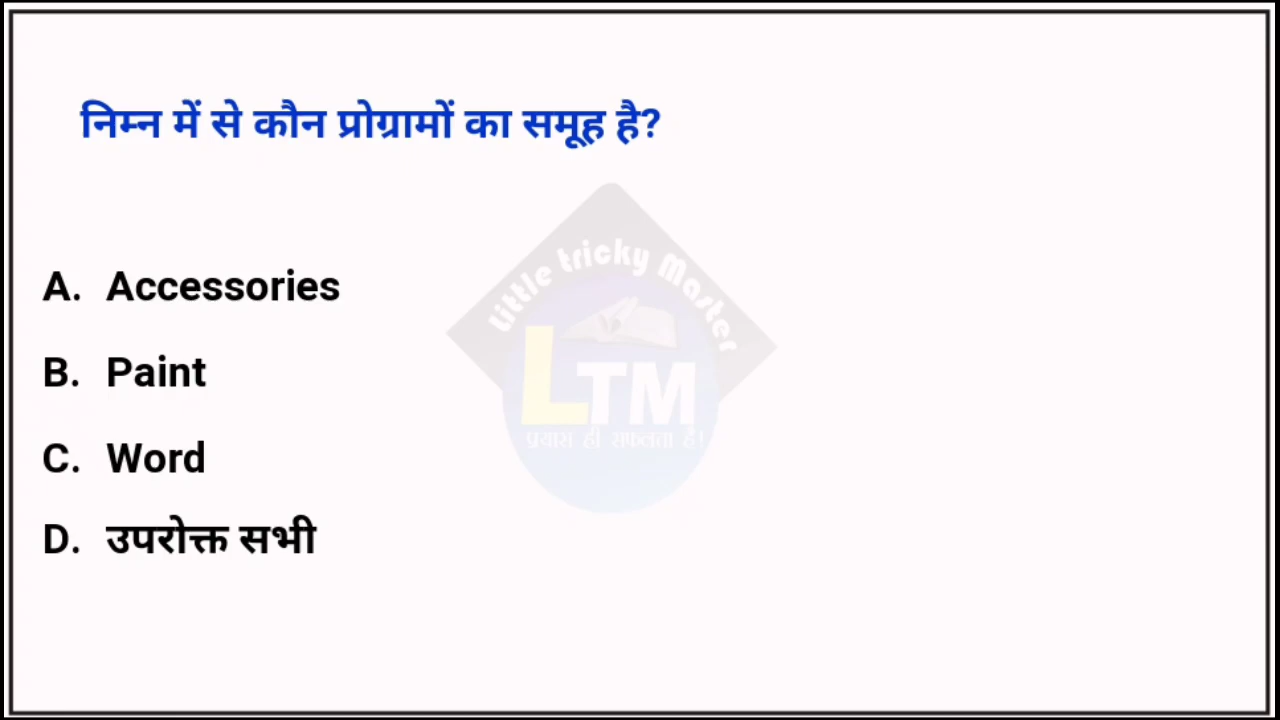 निम्न में से कौन प्रोग्रामों का समूह है?
Little tricky Master
A. Accessories
B. Paint
LTM
प्रयास ही सफलता है।
C. Word
D. उपरोक्त सभी